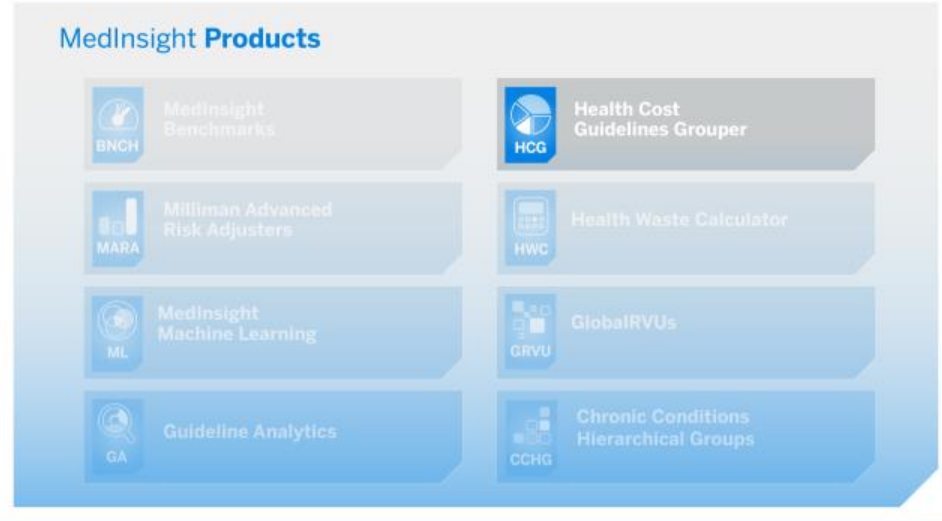 MedInsight Products
BNCH
MedInsight
Benchmarks
HCG
Health Cost
Guidelines Grouper
MARA
Milliman Advanced
Risk Adjusters
HWC
Health Waste Calculator
ML
MedInsight
Machine Learning
GRVU
GlobalRVUs
GA
Guideline Analytics
CCHG
Chronic Conditions
Hierarchical Groups